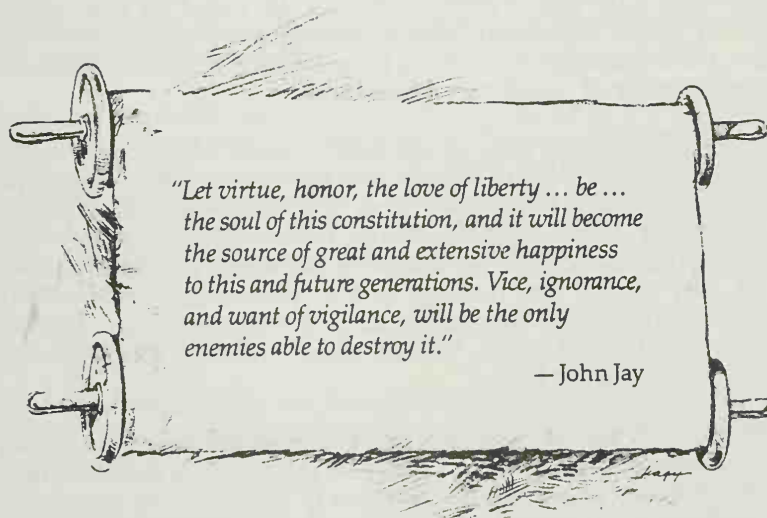 "Let virtue, honor, the love of liberty ... be ...
the soul of this constitution, and it will become
the source of great and extensive happiness
to this and future generations. Vice, ignorance,
and want of vigilance, will be the only
enemies able to destroy it."
— John Jay